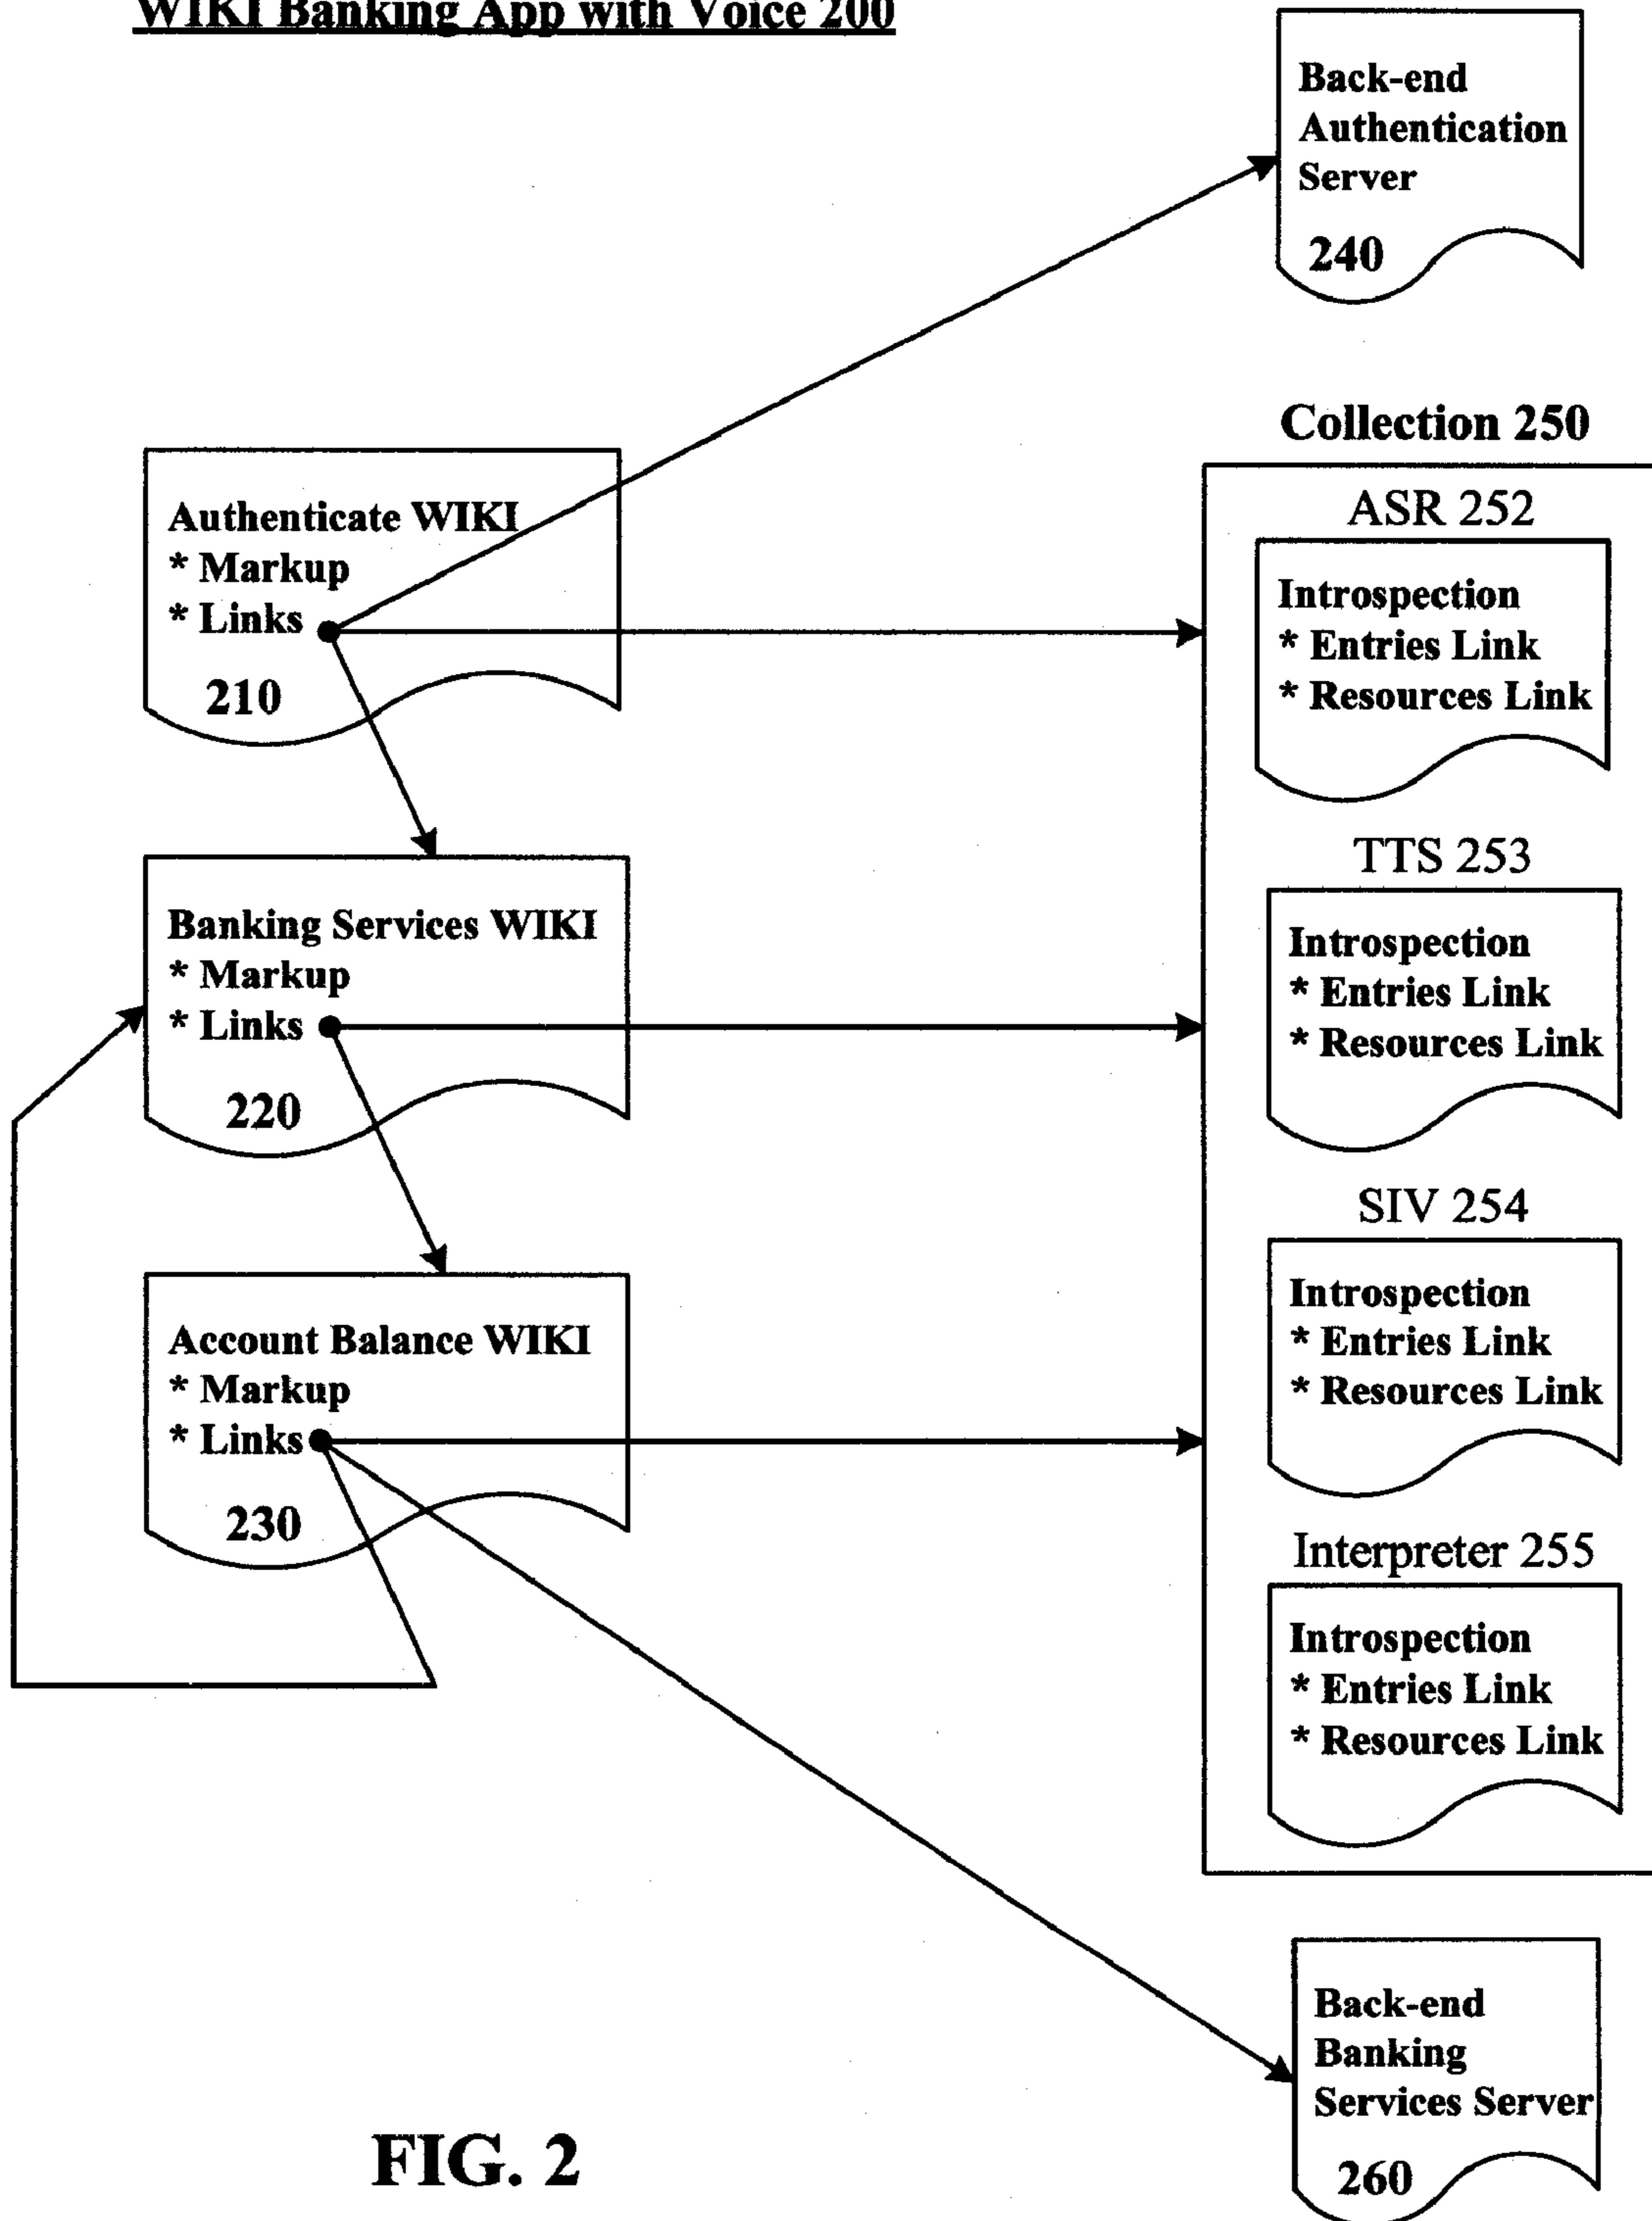 WIKI Banking App with Voice 200
Back-end
Authentication
Server
240
Authenticate WIKI
* Markup
* Links
210
Banking Services WIKI
* Markup
* Links
220
Account Balance WIKI
* Markup
* Links
230
Collection 250
ASR 252
Introspection
* Entries Link
* Resources Link
TTS 253
Introspection
* Entries Link
* Resources Link
SIV 254
Introspection
* Entries Link
* Resources Link
Interpreter 255
Introspection
* Entries Link
* Resources Link
Back-end
Banking
Services Server
260
FIG. 2